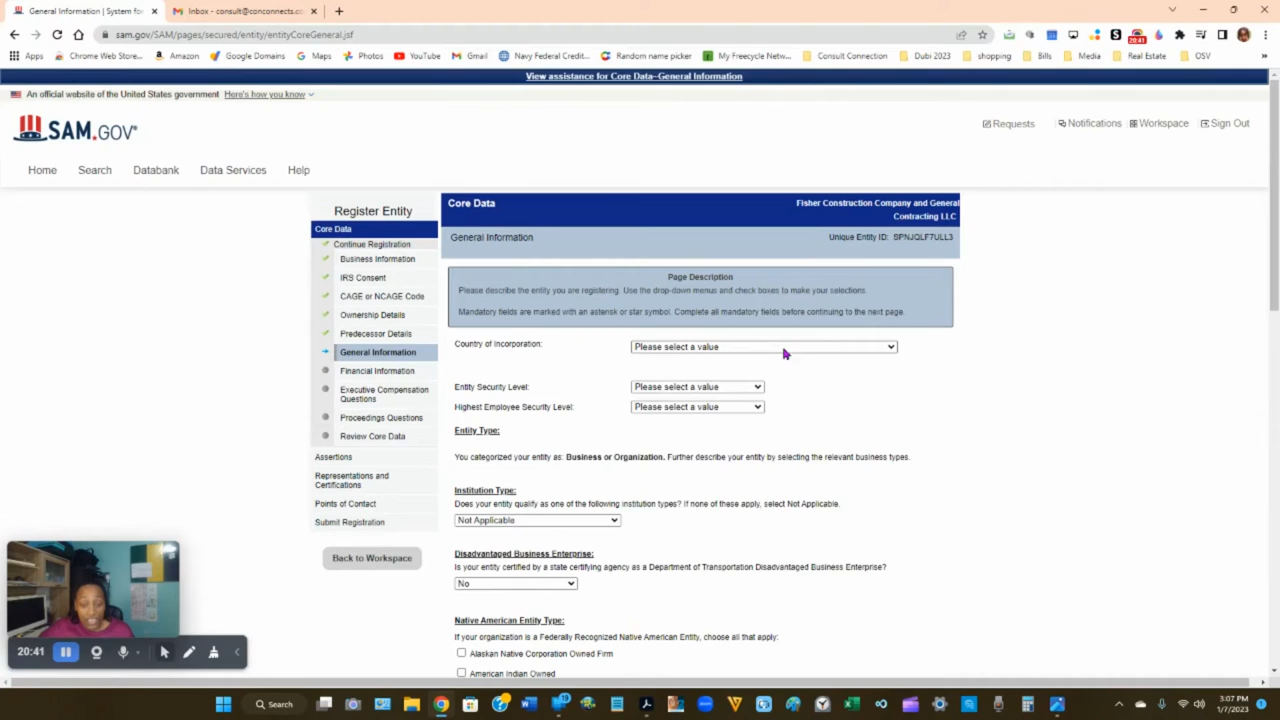 General Information | System for
Inbox - consult@conconnects.co
sam.gov/SAM/pages/secured/entity/entityCoreGeneral.jsf
20:41
Apps
Chrome Web Store...
Amazon
Google Domains
Maps
Photos
YouTube
Gmail
Navy Federal Credit...
Random name picker
My Freecycle Netw...
Consult Connection
Dubi 2023
shopping
Bills
Media
Real Estate
OSV
View assistance for Core Data–General Information
An official website of the United States government Here's how you know
SAM.GOV®
Requests
Notifications
Workspace
Sign Out
Home
Search
Databank
Data Services
Help
Register Entity
Core Data
Continue Registration
Business Information
IRS Consent
CAGE or NCAGE Code
Ownership Details
Predecessor Details
General Information
Financial Information
Executive Compensation
Questions
Proceedings Questions
Review Core Data
Assertions
Representations and
Certifications
Points of Contact
Submit Registration
Back to Workspace
Core Data
Fisher Construction Company and General
Contracting LLC
General Information
Unique Entity ID: SPNJQLF7ULL3
Page Description
Please describe the entity you are registering. Use the drop-down menus and check boxes to make your selections.
Mandatory fields are marked with an asterisk or star symbol. Complete all mandatory fields before continuing to the next page.
Country of Incorporation: Please select a value
Entity Security Level: Please select a value
Highest Employee Security Level: Please select a value
Entity Type:
You categorized your entity as: Business or Organization. Further describe your entity by selecting the relevant business types.
Institution Type:
Does your entity qualify as one of the following institution types? If none of these apply, select Not Applicable.
Not Applicable
Disadvantaged Business Enterprise:
Is your entity certified by a state certifying agency as a Department of Transportation Disadvantaged Business Enterprise?
No
Native American Entity Type:
If your organization is a Federally Recognized Native American Entity, choose all that apply:
Alaskan Native Corporation Owned Firm
American Indian Owned
20:41
Search
19
3:07 PM
1/7/2023